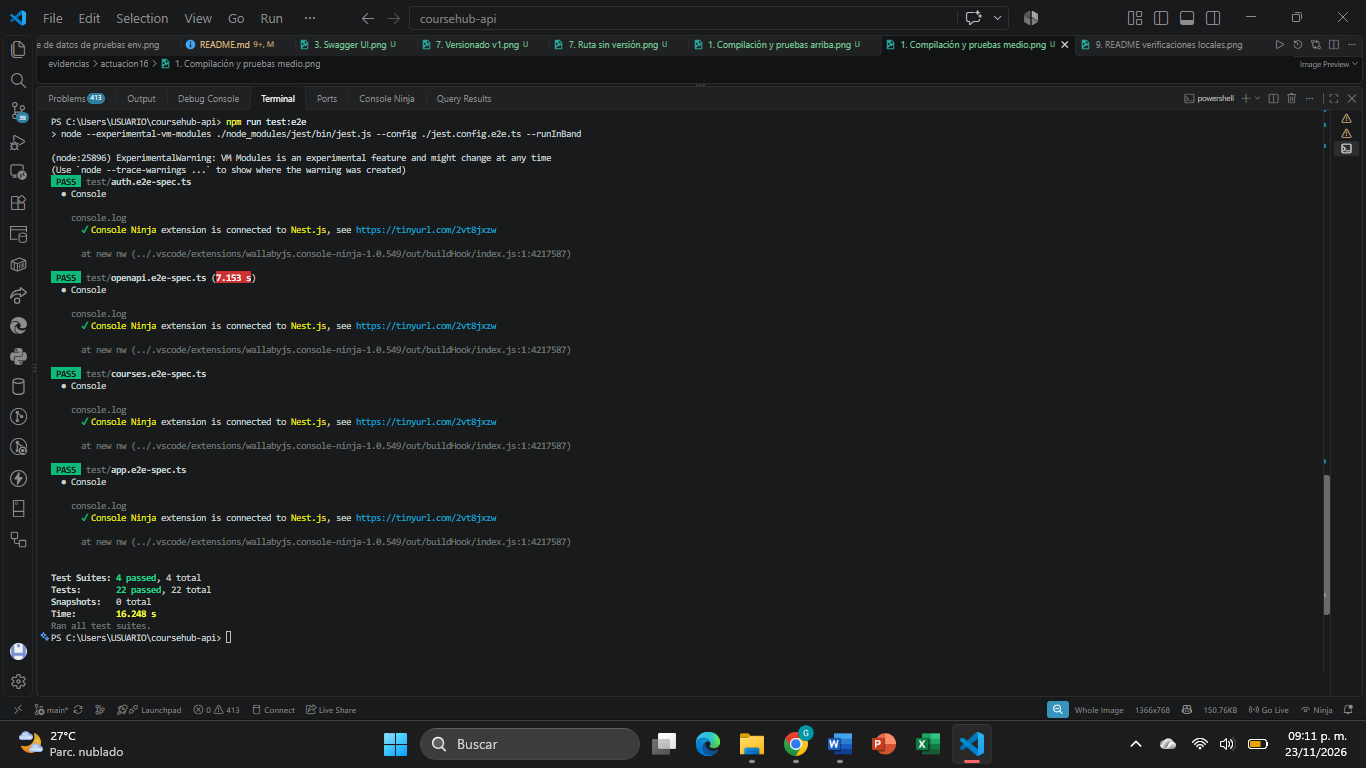 File Edit Selection View Go Run ···
coursehub-api
e de datos de pruebas env.png
README.md 9+, M
3. Swagger UI.png U
7. Versionado v1.png U
7. Ruta sin versión.png U
1. Compilación y pruebas arriba.png U
1. Compilación y pruebas medio.png U
9. README verificaciones locales.png
evidencias > actuacion16 > 1. Compilación y pruebas medio.png
Image Preview
Problems 413 Output Debug Console Terminal Ports Console Ninja Query Results
powershell
PS C:\Users\USUARIO\coursehub-api> npm run test:e2e
> node --experimental-vm-modules ./node_modules/jest/bin/jest.js --config ./jest.config.e2e.ts --runInBand
(node:25896) ExperimentalWarning: VM Modules is an experimental feature and might change at any time
(Use `node --trace-warnings ...` to show where the warning was created)
PASS test/auth.e2e-spec.ts
● Console
console.log
✓ Console Ninja extension is connected to Nest.js, see https://tinyurl.com/2vt8jxzw
at new nw (../.vscode/extensions/wallabyjs.console-ninja-1.0.549/out/buildHook/index.js:1:4217587)
PASS test/openapi.e2e-spec.ts (7.153 s)
● Console
console.log
✓ Console Ninja extension is connected to Nest.js, see https://tinyurl.com/2vt8jxzw
at new nw (../.vscode/extensions/wallabyjs.console-ninja-1.0.549/out/buildHook/index.js:1:4217587)
PASS test/courses.e2e-spec.ts
● Console
console.log
✓ Console Ninja extension is connected to Nest.js, see https://tinyurl.com/2vt8jxzw
at new nw (../.vscode/extensions/wallabyjs.console-ninja-1.0.549/out/buildHook/index.js:1:4217587)
PASS test/app.e2e-spec.ts
● Console
console.log
✓ Console Ninja extension is connected to Nest.js, see https://tinyurl.com/2vt8jxzw
at new nw (../.vscode/extensions/wallabyjs.console-ninja-1.0.549/out/buildHook/index.js:1:4217587)
Test Suites: 4 passed, 4 total
Tests: 22 passed, 22 total
Snapshots: 0 total
Time: 16.248 s
Ran all test suites.
PS C:\Users\USUARIO\coursehub-api>
main* Launchpad 0 413 Connect Live Share
Whole Image 1366x768 150.76KB Go Live Ninja
27°C
Parc. nublado
Buscar
G
09:11 p. m.
23/11/2026